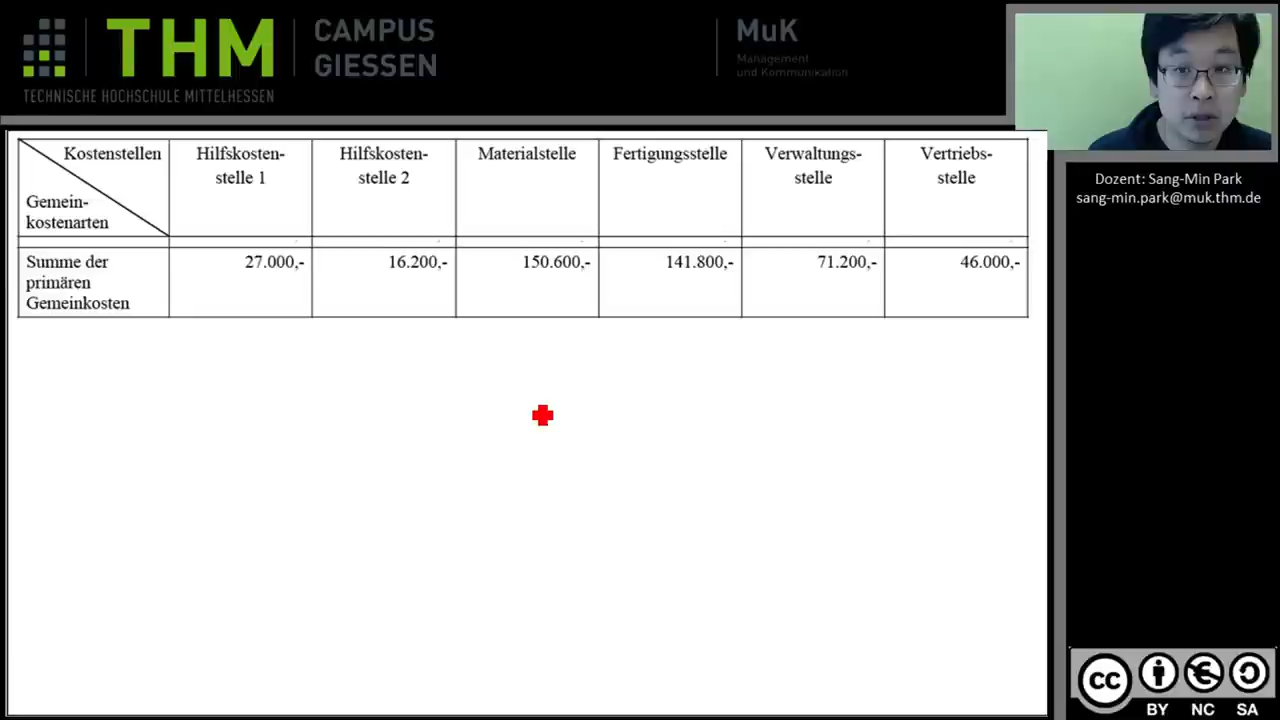 THM
CAMPUS
GIESSEN
TECHNISCHE HOCHSCHULE MITTELHESSEN
MuK
Management
und Kommunikation
Dozent: Sang-Min Park
sang-min.park@muk.thm.de
Kostenstellen
Gemein-
kostenarten
Hilfskosten-
stelle 1
Hilfskosten-
stelle 2
Materialstelle
Fertigungsstelle
Verwaltungs-
stelle
Vertriebs-
stelle
Summe der
primären
Gemeinkosten
27.000,-
16.200,-
150.600,-
141.800,-
71.200,-
46.000,-
CC
BY NC SA